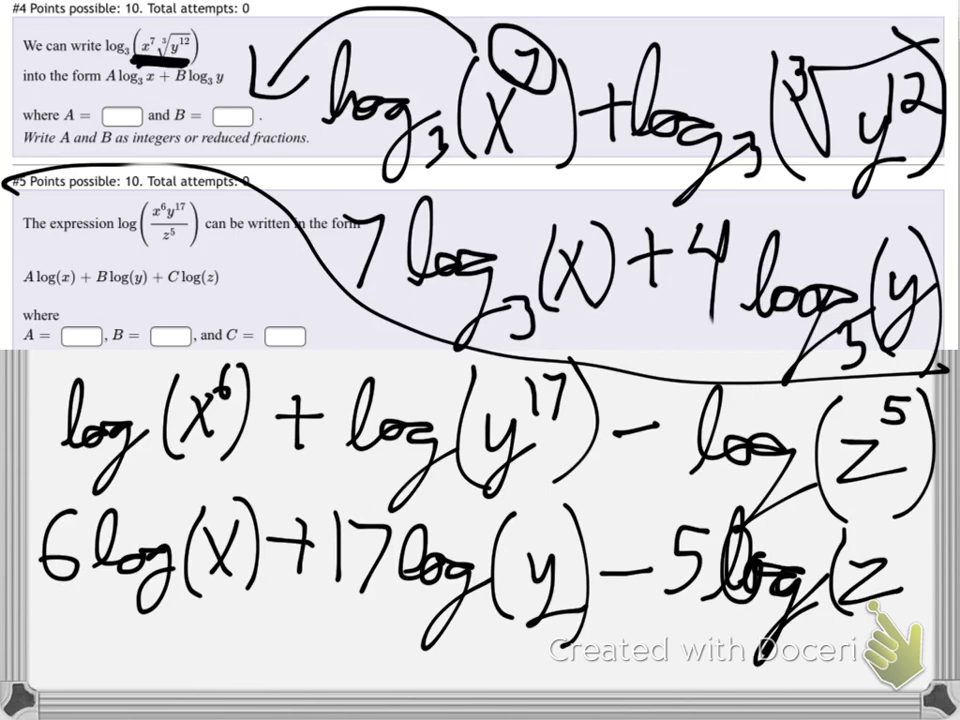 #4 Points possible: 10. Total attempts: 0
We can write log₃(x⁷ ∛y¹²)
into the form A log₃ x + B log₃ y
where A = and B = .
Write A and B as integers or reduced fractions.
log₃(x⁷) + log₃(∛y¹²)
#5 Points possible: 10. Total attempts: 0
The expression log(x⁶y¹⁷/z⁵) can be written in the form
7 log₃(x) + 4 log₃(y)
A log(x) + B log(y) + C log(z)
where
A = , B = , and C =
log(x⁶) + log(y¹⁷) - log(z⁵)
6 log(x) + 17 log(y) - 5 log(z
Created with Doceri